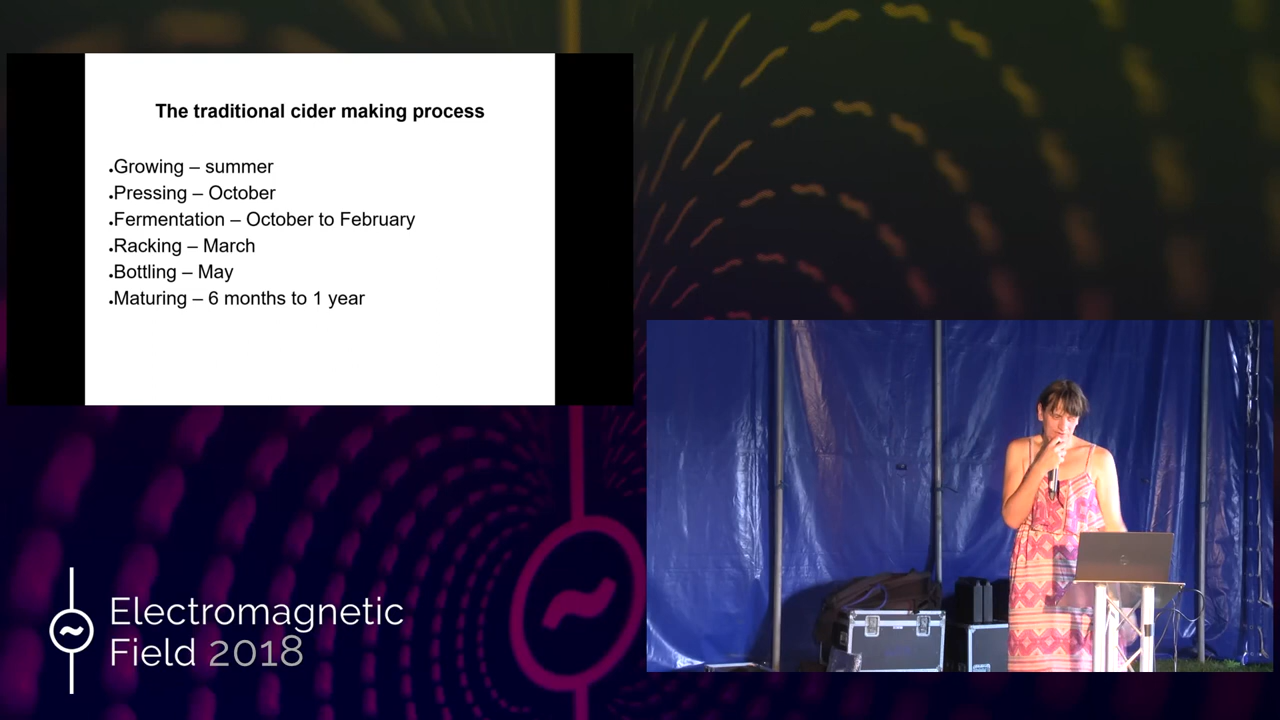 The traditional cider making process
.Growing – summer
.Pressing – October
.Fermentation – October to February
.Racking – March
.Bottling – May
.Maturing – 6 months to 1 year
Electromagnetic
Field 2018